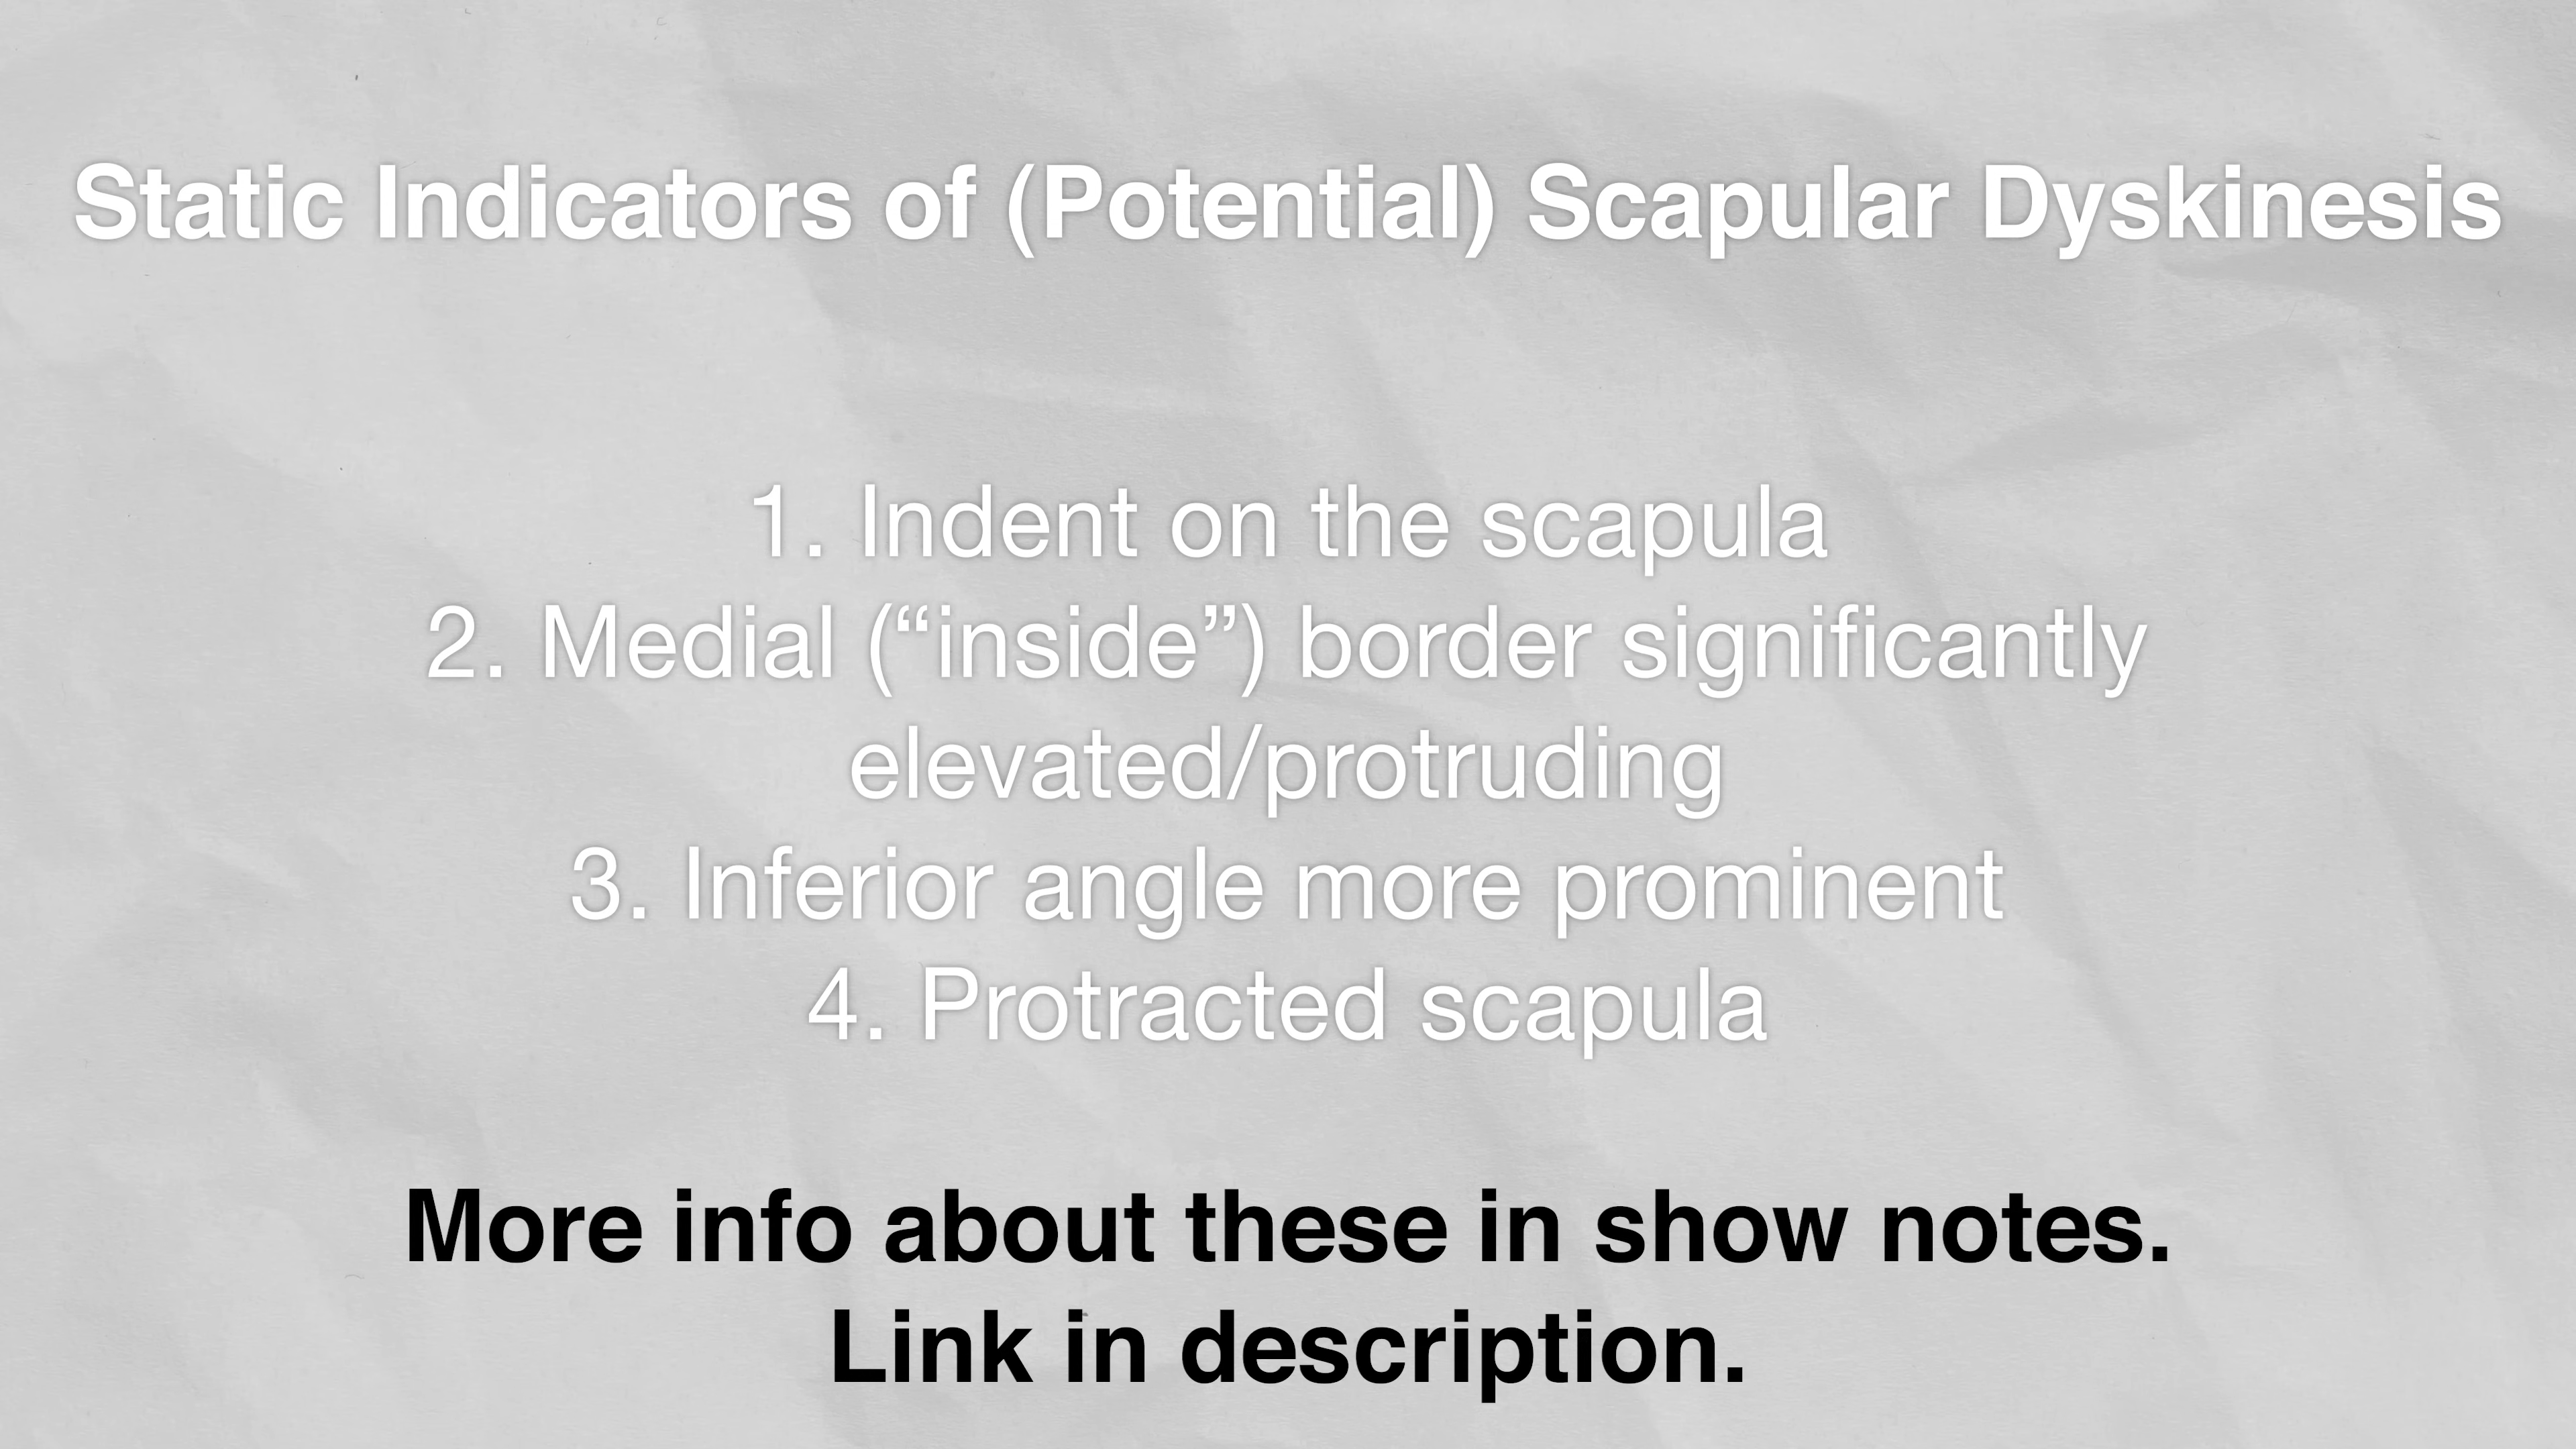 Static Indicators of (Potential) Scapular Dyskinesis
1. Indent on the scapula
2. Medial (“inside”) border significantly
elevated/protruding
3. Inferior angle more prominent
4. Protracted scapula
More info about these in show notes.
Link in description.